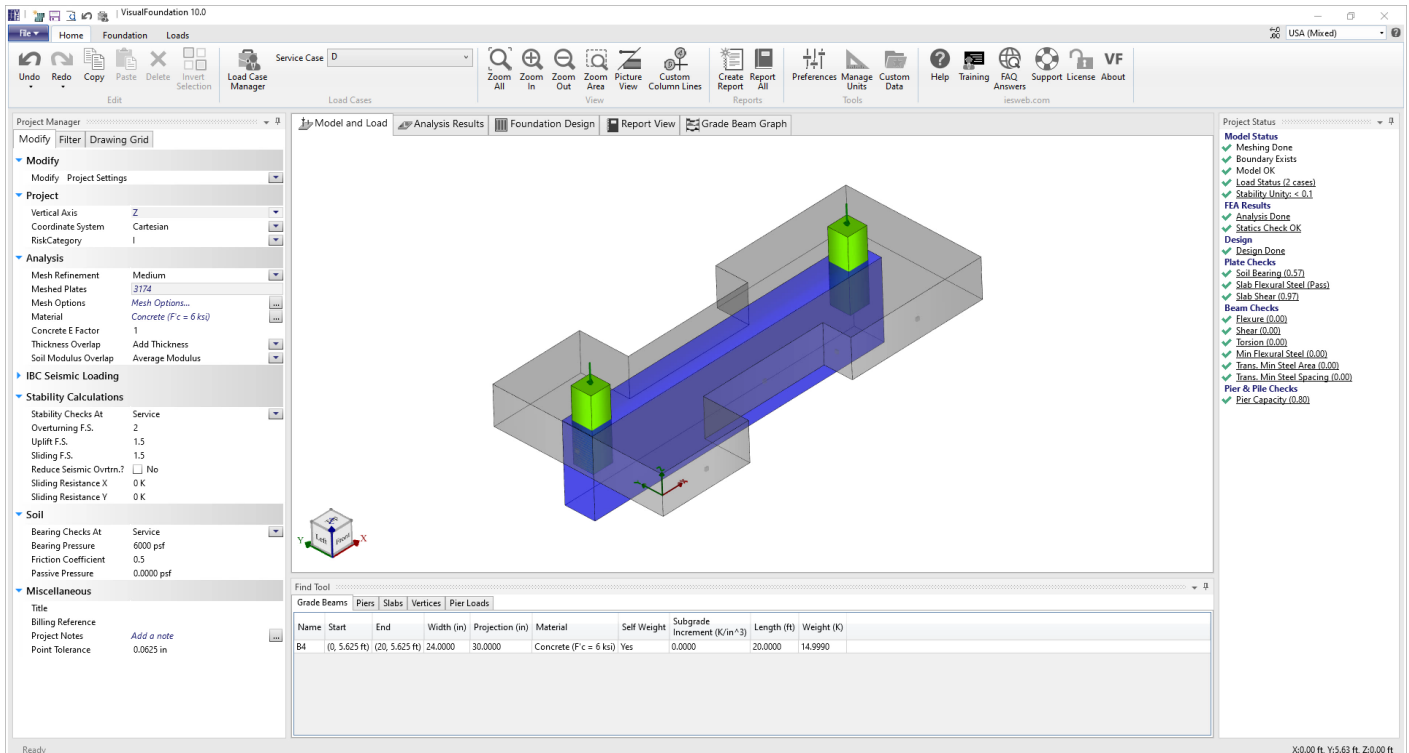 VisualFoundation 10.0
File Home Foundation Loads
USA (Mixed)
Undo Redo Copy Paste Delete Invert Selection
Load Case Manager
Service Case D
Zoom All Zoom In Zoom Out Zoom Area Picture View Custom Column Lines
Create Report Report All
Preferences Manage Units Custom Data
Help Training FAQ Answers Support License About
VF
Edit Load Cases View Reports Tools iesweb.com
Project Manager
Modify Filter Drawing Grid
Modify
Modify Project Settings
Project
Vertical Axis Z
Coordinate System Cartesian
RiskCategory I
Analysis
Mesh Refinement Medium
Meshed Plates 3174
Mesh Options Mesh Options...
Material Concrete (F'c = 6 ksi)
Concrete E Factor 1
Thickness Overlap Add Thickness
Soil Modulus Overlap Average Modulus
IBC Seismic Loading
Stability Calculations
Stability Checks At Service
Overturning F.S. 2
Uplift F.S. 1.5
Sliding F.S. 1.5
Reduce Seismic Ovrtrn.? No
Sliding Resistance X 0 K
Sliding Resistance Y 0 K
Soil
Bearing Checks At Service
Bearing Pressure 6000 psf
Friction Coefficient 0.5
Passive Pressure 0.0000 psf
Miscellaneous
Title
Billing Reference
Project Notes Add a note
Point Tolerance 0.0625 in
Model and Load Analysis Results Foundation Design Report View Grade Beam Graph
Z
Left Front
Y X
Find Tool
Grade Beams Piers Slabs Vertices Pier Loads
Name Start End Width (in) Projection (in) Material Self Weight Subgrade Increment (K/in^3) Length (ft) Weight (K)
B4 (0, 5.625 ft) (20, 5.625 ft) 24.0000 30.0000 Concrete (F'c = 6 ksi) Yes 0.0000 20.0000 14.9990
Project Status
Model Status
Meshing Done
Boundary Exists
Model OK
Load Status (2 cases)
Stability Unity: < 0.1
FEA Results
Analysis Done
Statics Check OK
Design
Design Done
Plate Checks
Soil Bearing (0.57)
Slab Flexural Steel (Pass)
Slab Shear (0.97)
Beam Checks
Flexure (0.00)
Shear (0.00)
Torsion (0.00)
Min Flexural Steel (0.00)
Trans. Min Steel Area (0.00)
Trans. Min Steel Spacing (0.00)
Pier & Pile Checks
Pier Capacity (0.80)
Ready
X:0.00 ft, Y:5.63 ft, Z:0.00 ft